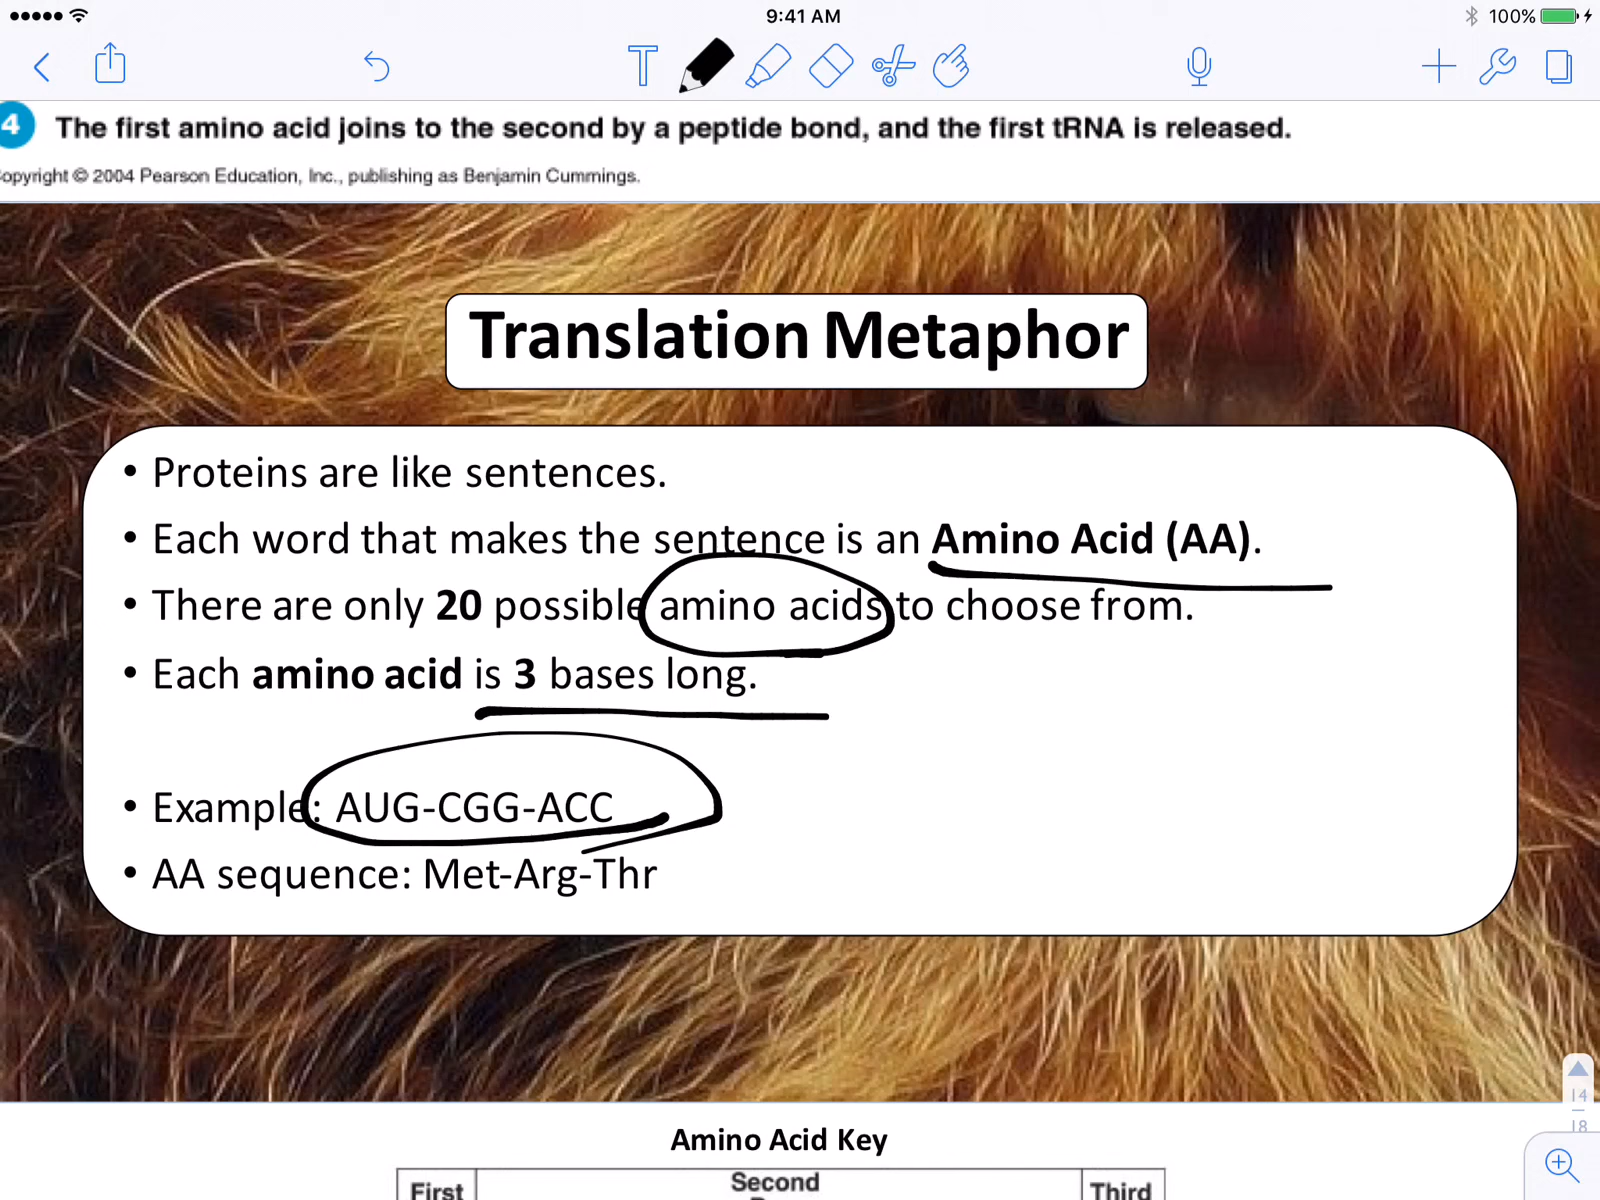 9:41 AM
100%
T
4 The first amino acid joins to the second by a peptide bond, and the first tRNA is released.
opyright © 2004 Pearson Education, Inc., publishing as Benjamin Cummings.
Translation Metaphor
• Proteins are like sentences.
• Each word that makes the sentence is an Amino Acid (AA).
• There are only 20 possible amino acids to choose from.
• Each amino acid is 3 bases long.
• Example: AUG-CGG-ACC
• AA sequence: Met-Arg-Thr
14
18
Amino Acid Key
First Second Third